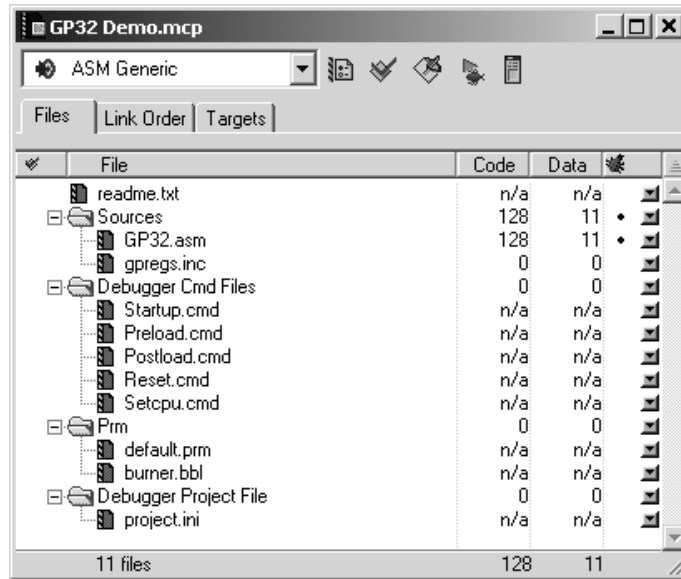 GP32 Demo.mcp
ASM Generic
Files Link Order Targets
File Code Data
readme.txt n/a n/a
Sources 128 11 •
GP32.asm 128 11 •
gpregs.inc 0 0
Debugger Cmd Files 0 0
Startup.cmd n/a n/a
Preload.cmd n/a n/a
Postload.cmd n/a n/a
Reset.cmd n/a n/a
Setcpu.cmd n/a n/a
Prm 0 0
default.prm n/a n/a
burner.bbl n/a n/a
Debugger Project File 0 0
project.ini n/a n/a
11 files 128 11